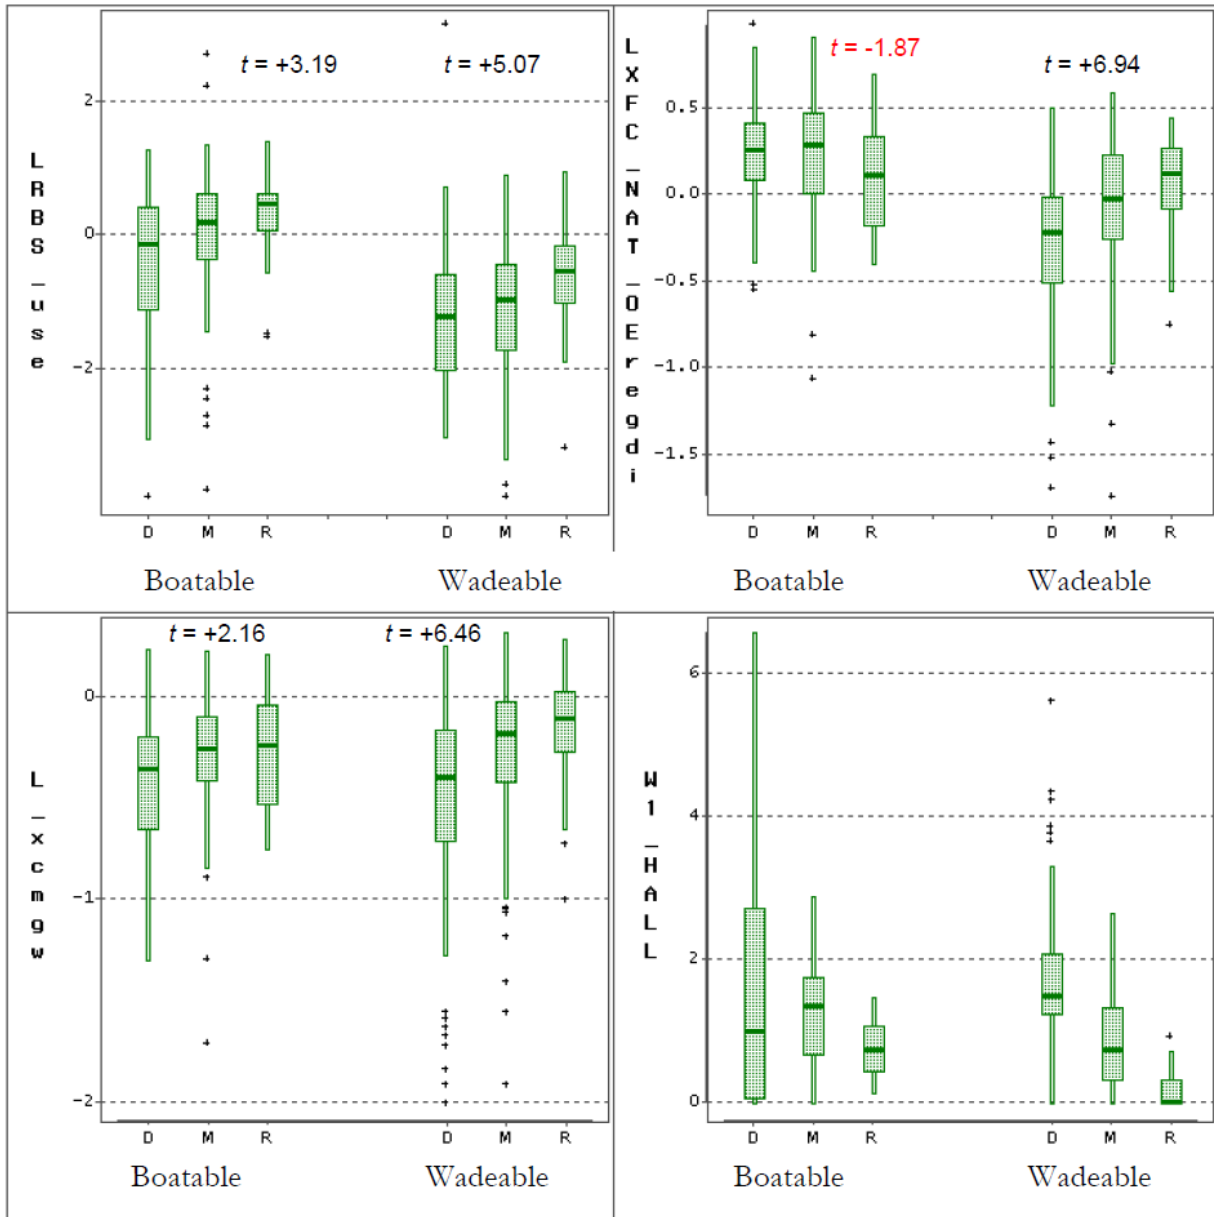 LRBS_use
t = +3.19
t = +5.07
2
0
-2
D M R D M R
Boatable Wadeable
LXFC_NAT_OEregdi
t = -1.87
t = +6.94
0.5
0.0
-0.5
-1.0
-1.5
D M R D M R
Boatable Wadeable
L_xcmgw
t = +2.16
t = +6.46
0
-1
-2
D M R D M R
Boatable Wadeable
W1_HALL
6
4
2
0
D M R D M R
Boatable Wadeable